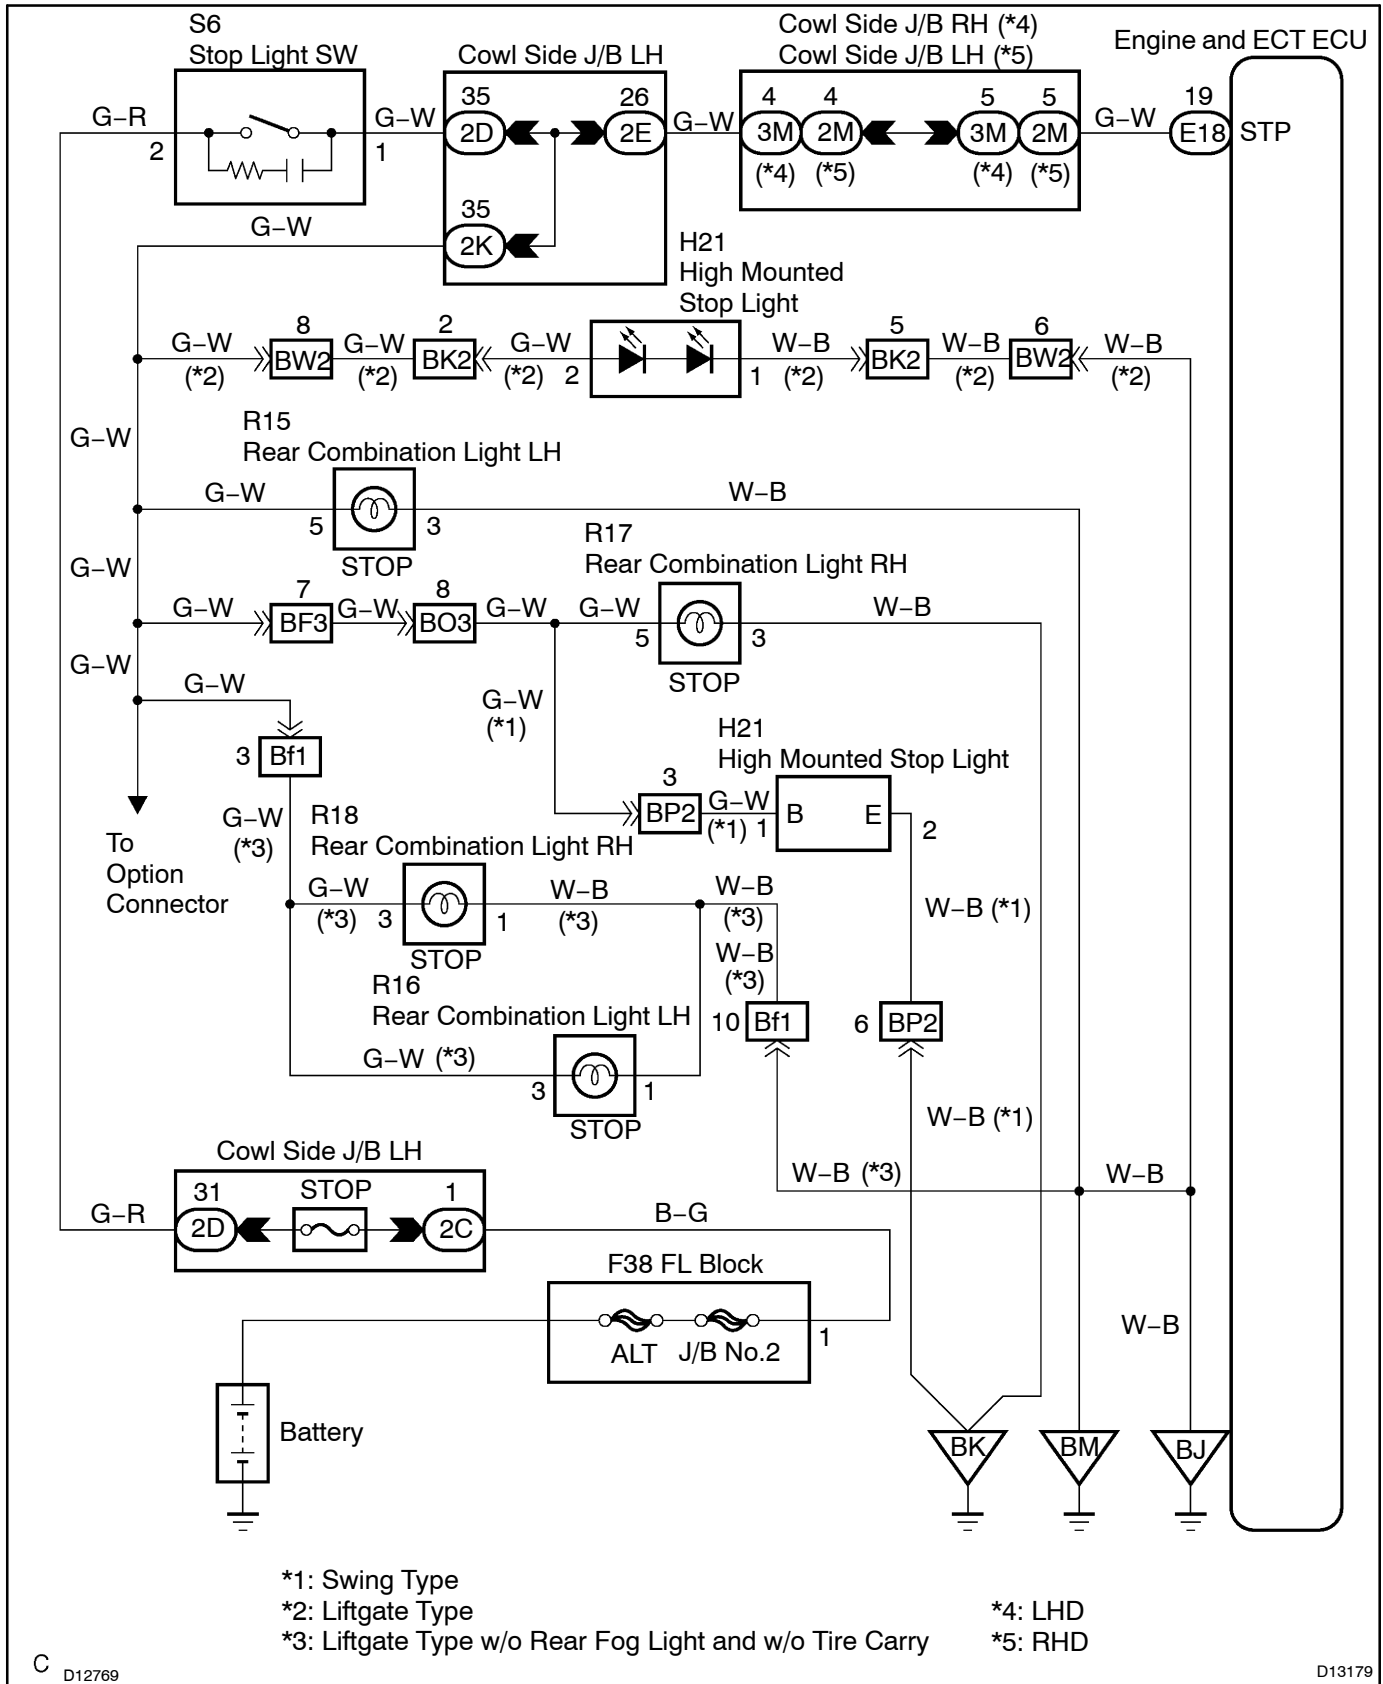 S6
Stop Light SW
Cowl Side J/B LH
Cowl Side J/B RH (*4)
Cowl Side J/B LH (*5)
Engine and ECT ECU
G–R
2
G–W
1
35
2D
26
2E
G–W
4
4
3M
2M
(*4)
(*5)
5
5
3M
2M
(*4)
(*5)
G–W
19
E18
STP
G–W
35
2K
H21
High Mounted
Stop Light
G–W
(*2)
8
BW2
G–W
(*2)
2
BK2
G–W
(*2)
2
1
W–B
(*2)
5
BK2
W–B
(*2)
6
BW2
W–B
(*2)
G–W
R15
Rear Combination Light LH
G–W
5
3
STOP
W–B
G–W
R17
Rear Combination Light RH
G–W
7
BF3
G–W
8
BO3
G–W
G–W
5
3
STOP
W–B
G–W
G–W
3
Bf1
G–W
(*1)
H21
High Mounted Stop Light
3
BP2
G–W
(*1)
1
B
E
2
To
Option
Connector
G–W
(*3)
R18
Rear Combination Light RH
G–W
(*3)
3
1
STOP
W–B
(*3)
W–B
(*3)
W–B
(*3)
W–B (*1)
R16
Rear Combination Light LH
10
Bf1
6
BP2
G–W (*3)
3
1
STOP
W–B (*1)
Cowl Side J/B LH
W–B (*3)
W–B
G–R
31
2D
STOP
1
2C
B–G
F38 FL Block
ALT
J/B No.2
1
W–B
Battery
BK
BM
BJ
*1: Swing Type
*2: Liftgate Type
*4: LHD
*3: Liftgate Type w/o Rear Fog Light and w/o Tire Carry
*5: RHD
C
D12769
D13179